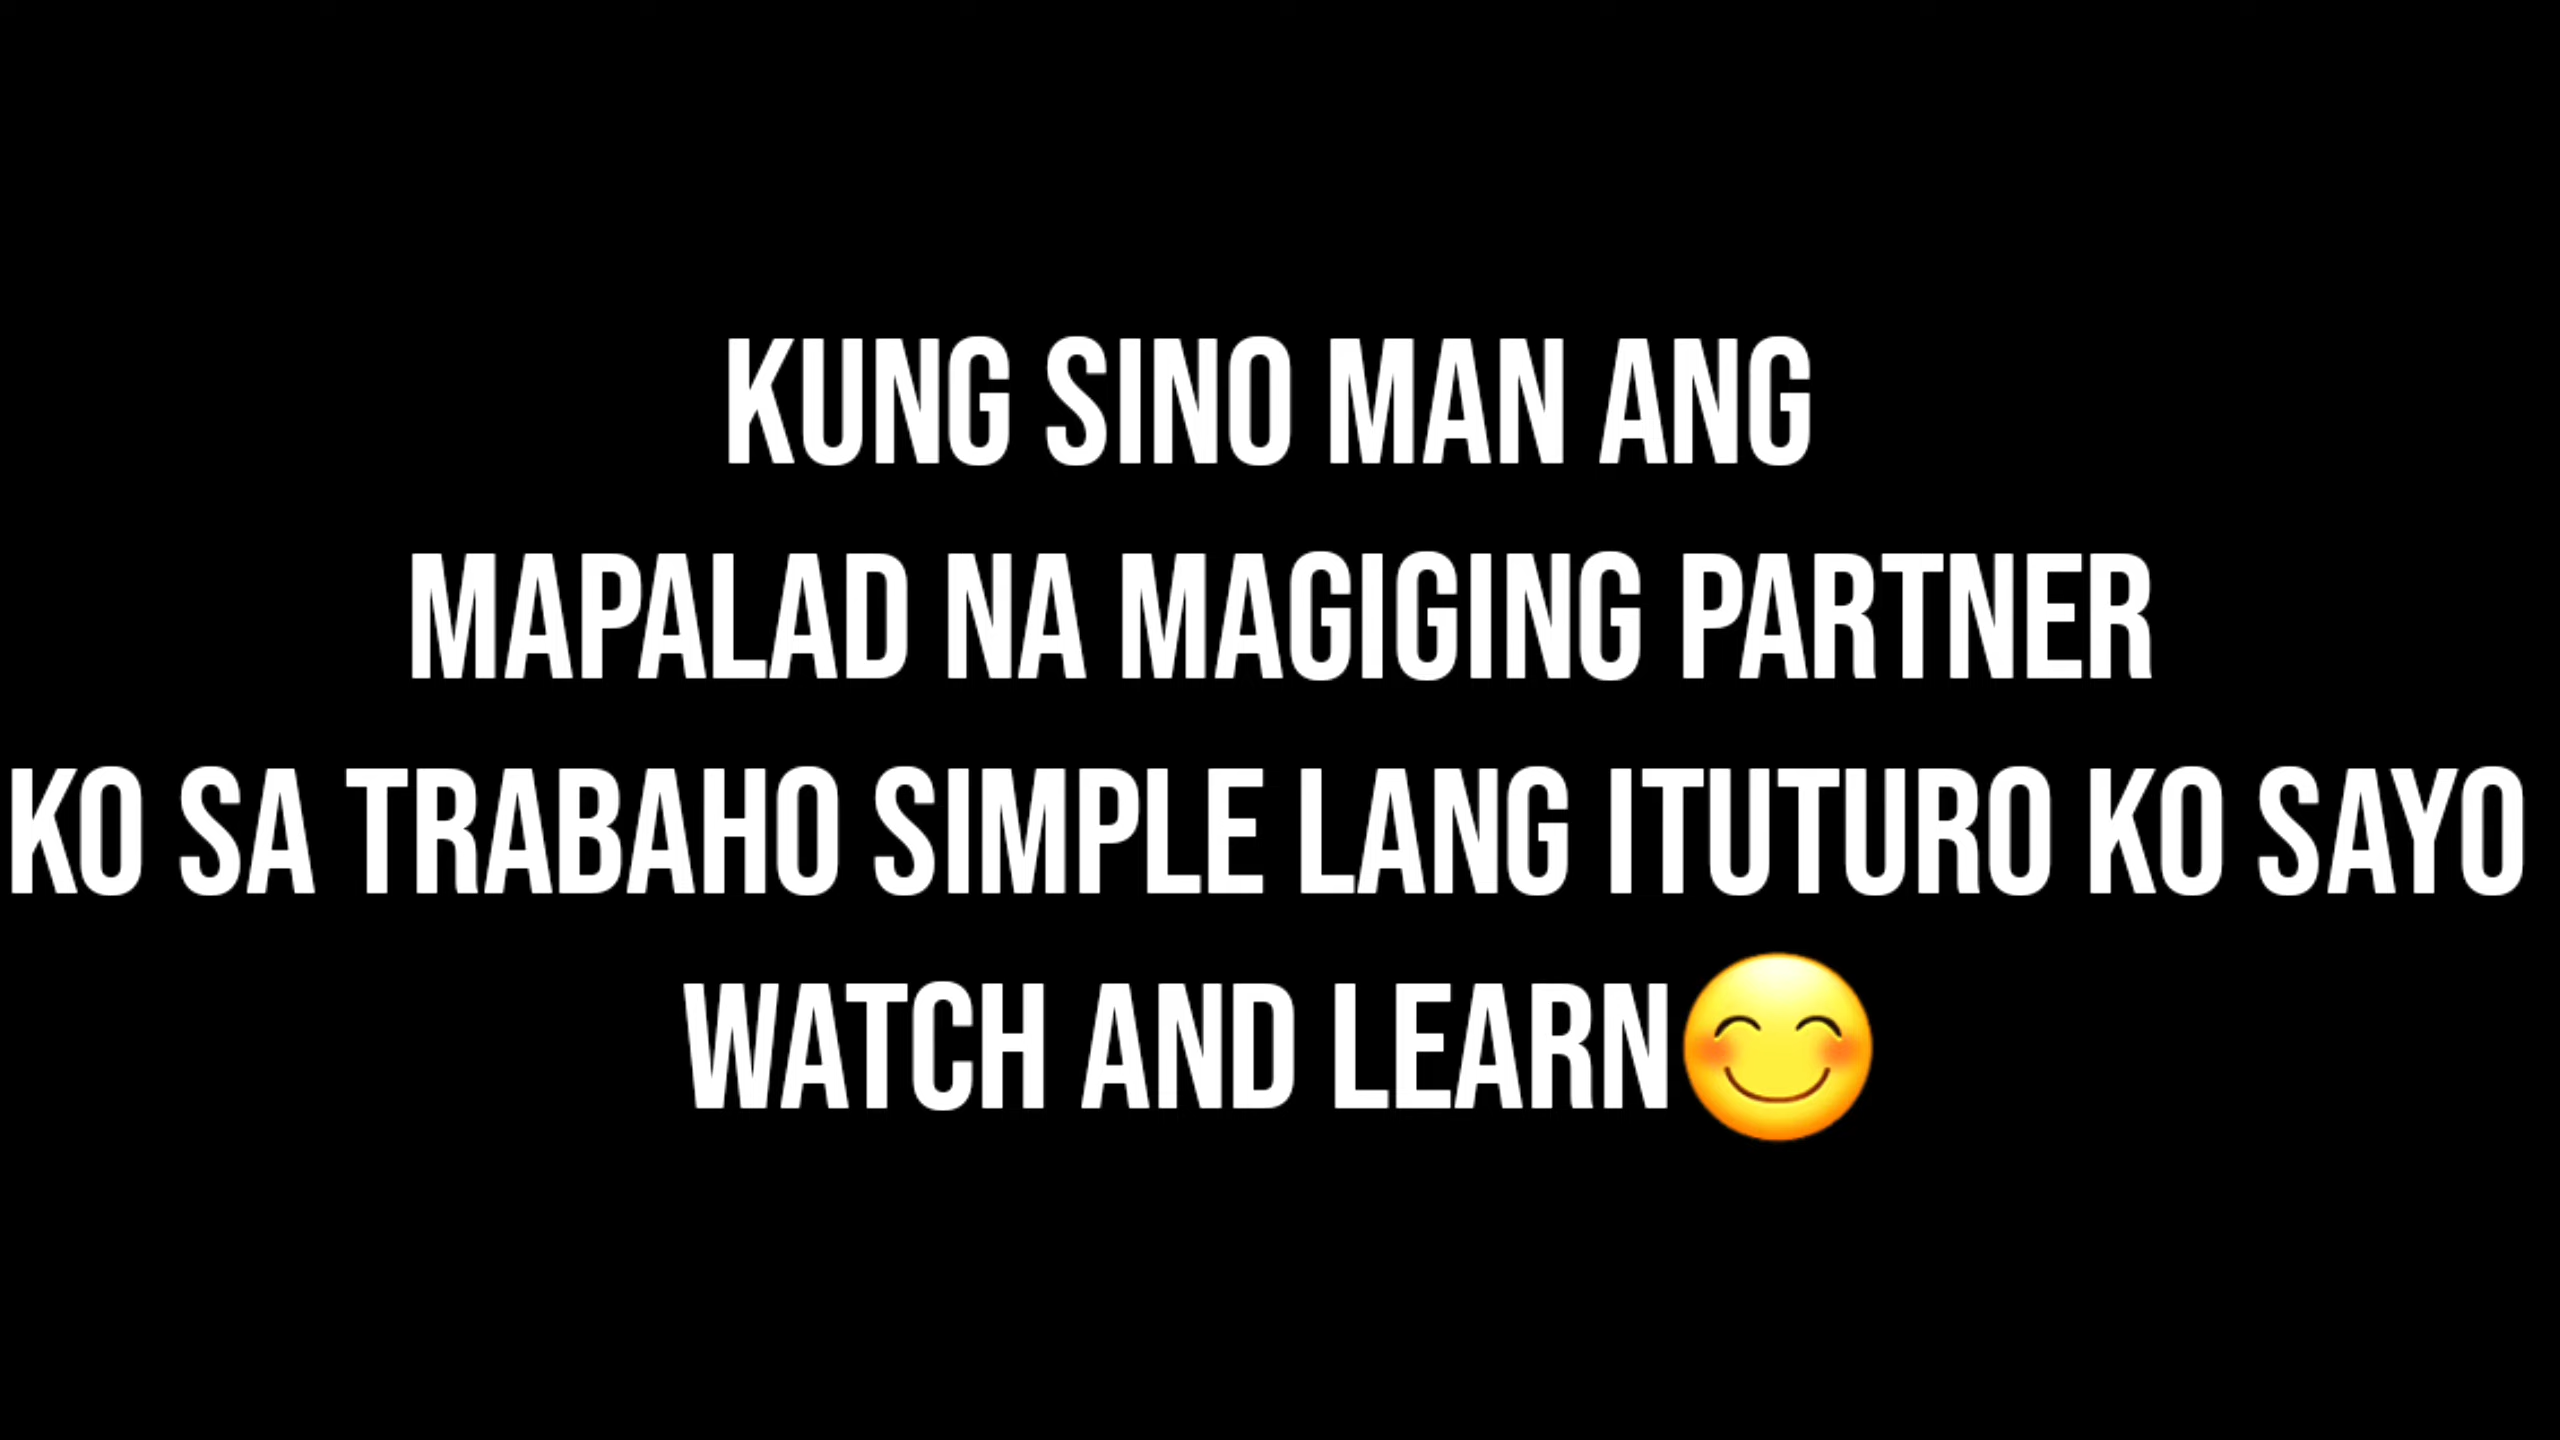 KUNG SINO MAN ANG
MAPALAD NA MAGIGING PARTNER
KO SA TRABAHO SIMPLE LANG ITUTURO KO SAYO
WATCH AND LEARN😊